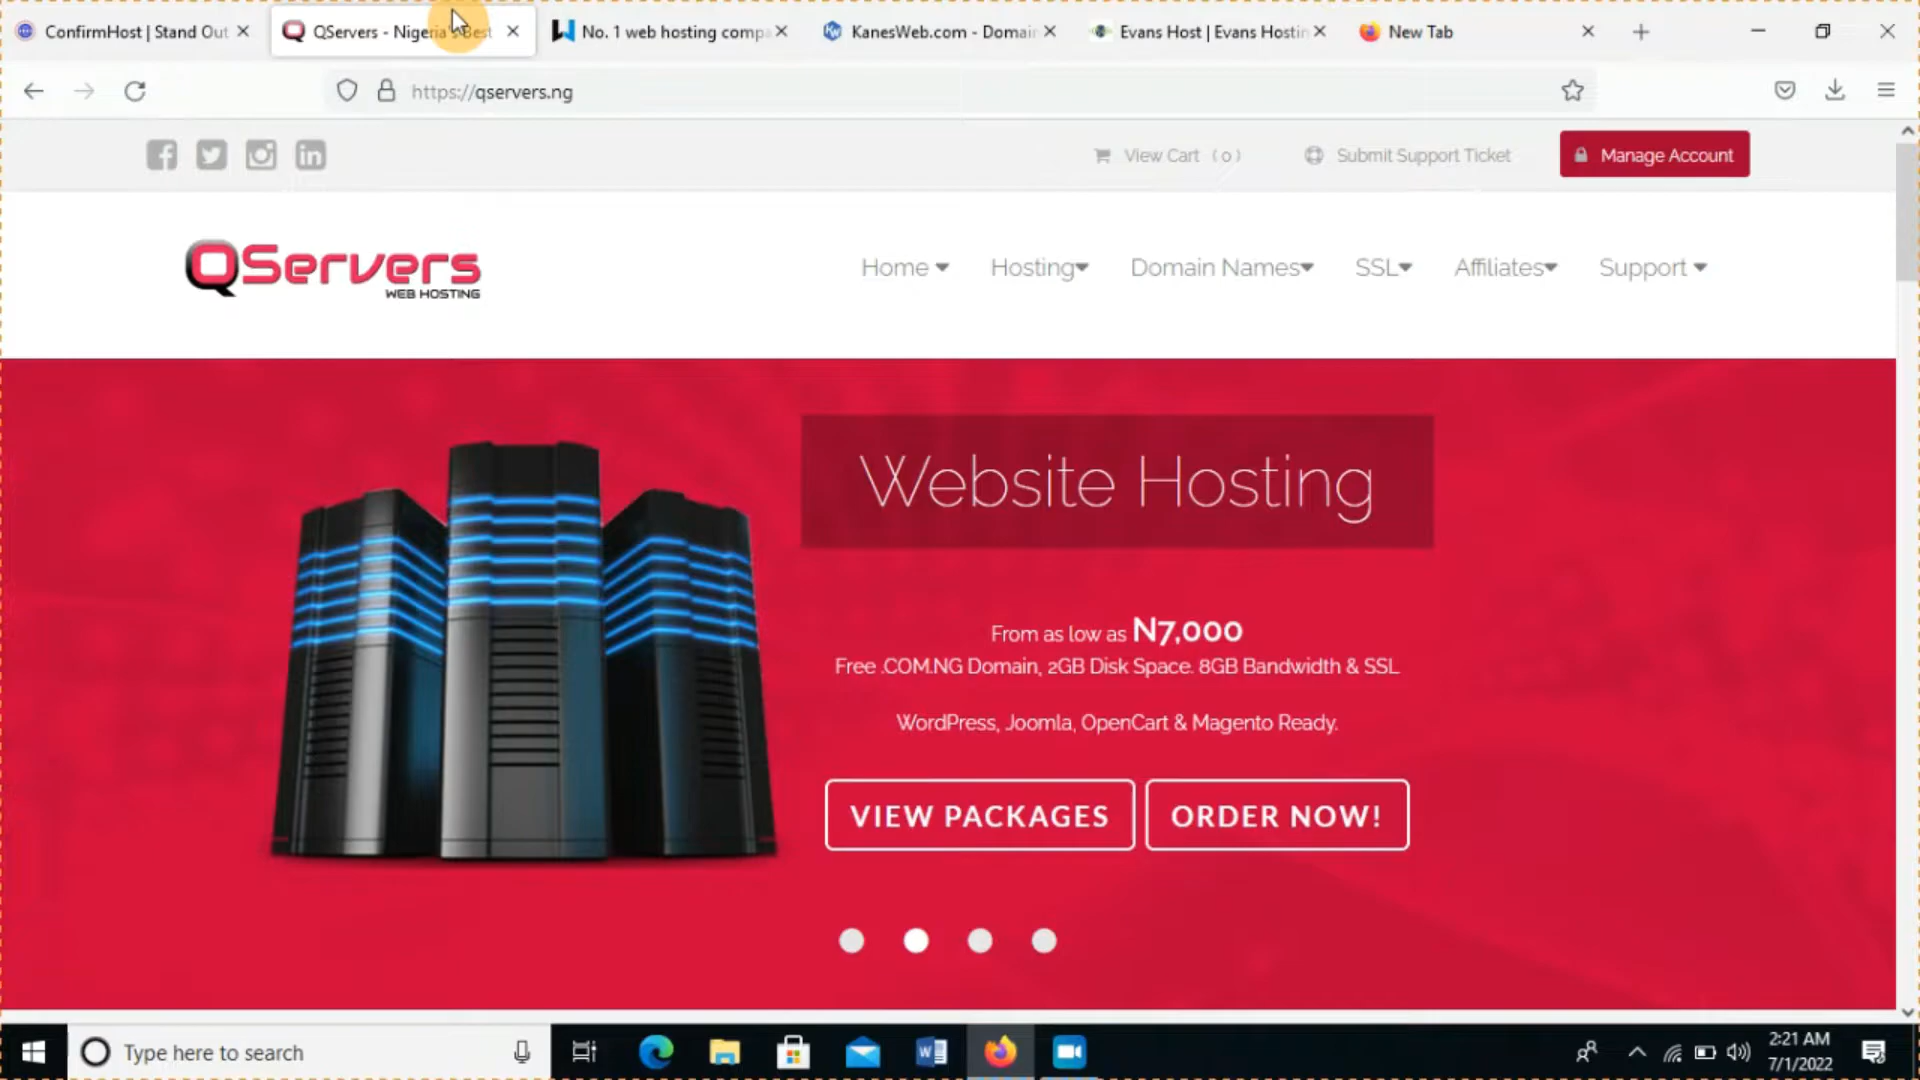 ConfirmHost | Stand Out
QServers - Nigeria's Best
No. 1 web hosting compa
KanesWeb.com - Domain
Evans Host | Evans Hostin
New Tab
https://qservers.ng
View Cart ( 0 )
Submit Support Ticket
Manage Account
QServers
WEB HOSTING
Home
Hosting
Domain Names
SSL
Affiliates
Support
Website Hosting
From as low as N7,000
Free .COM.NG Domain, 2GB Disk Space. 8GB Bandwidth & SSL
WordPress, Joomla, OpenCart & Magento Ready.
VIEW PACKAGES
ORDER NOW!
Type here to search
2:21 AM
7/1/2022